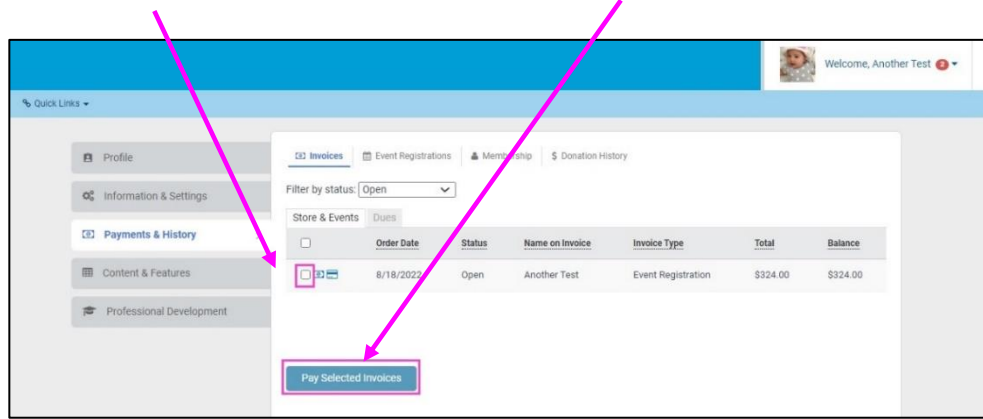 Welcome, Another Test 2
Quick Links
Profile
Information & Settings
Payments & History
Content & Features
Professional Development
Invoices Event Registrations Membership $ Donation History
Filter by status: Open
Store & Events Dues
Order Date Status Name on Invoice Invoice Type Total Balance
8/18/2022 Open Another Test Event Registration $324.00 $324.00
Pay Selected Invoices